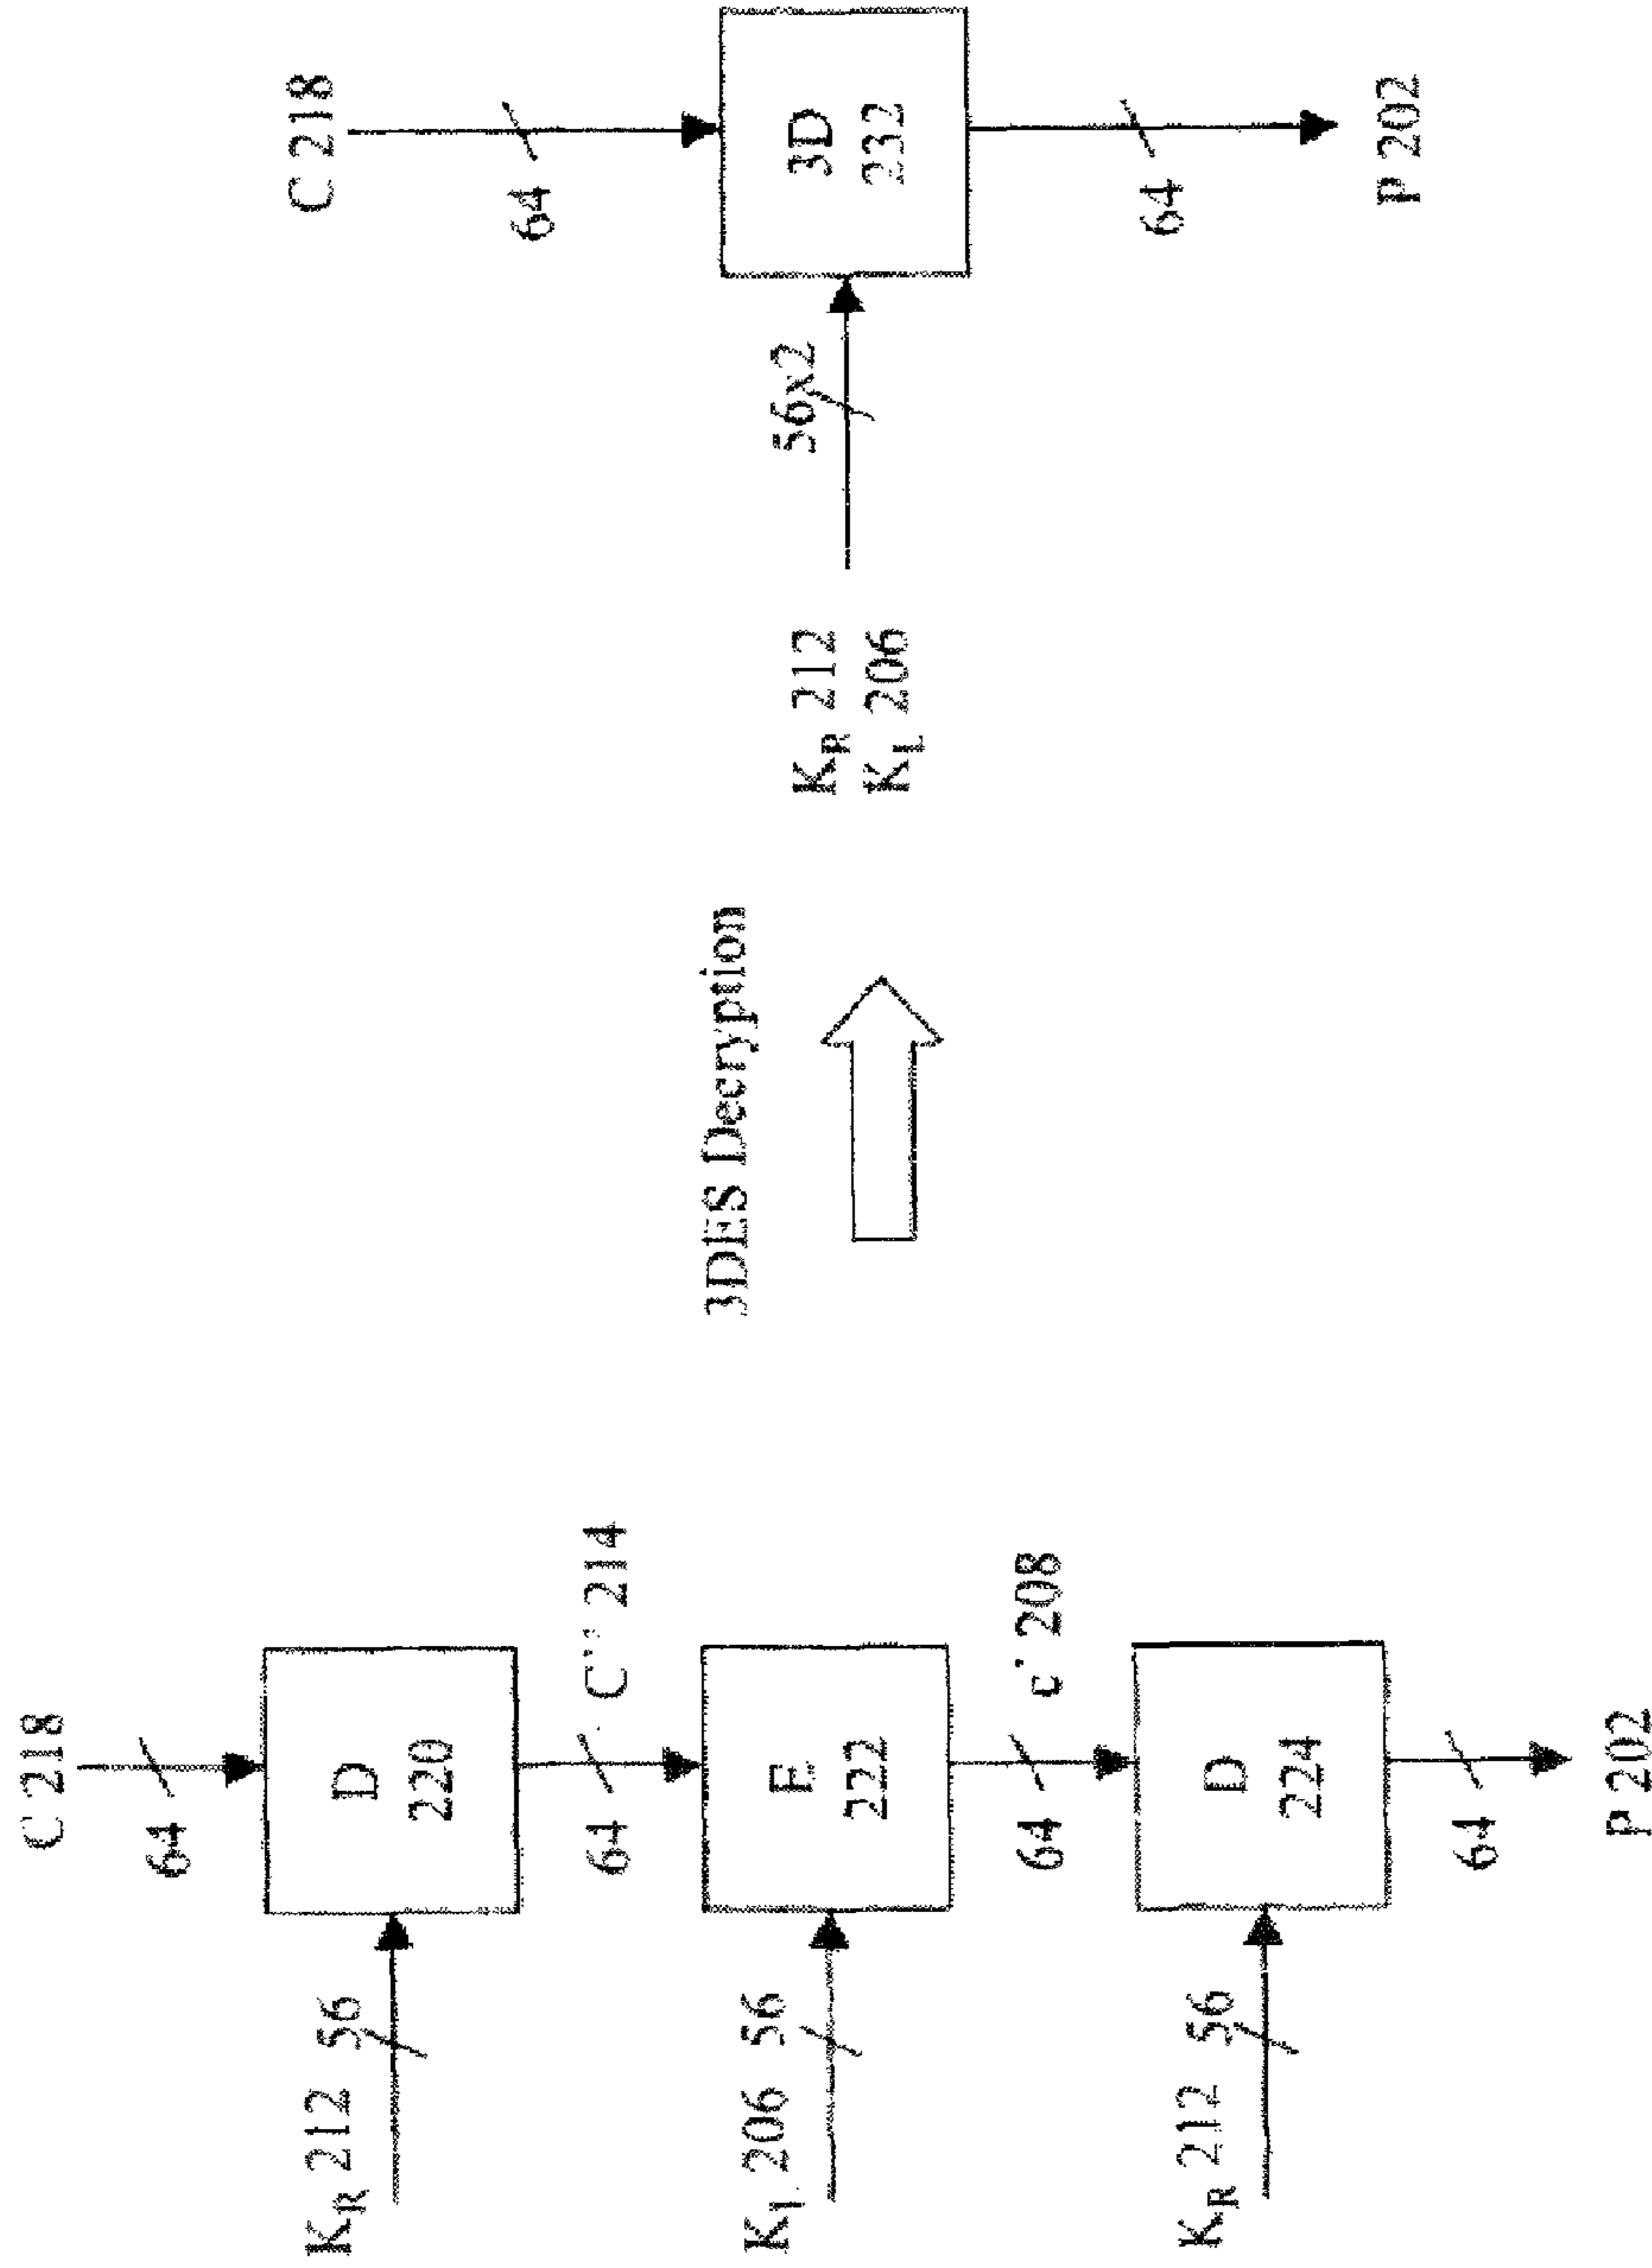 C 218
64
K_R 212 56
D
220
64
C'' 214
K_L 206 56
E
222
64
c' 208
K_R 212 56
D
224
64
P 202
3DES Decryption
C 218
64
K_R 212
K_L 206
56x2
3D
232
64
P 202